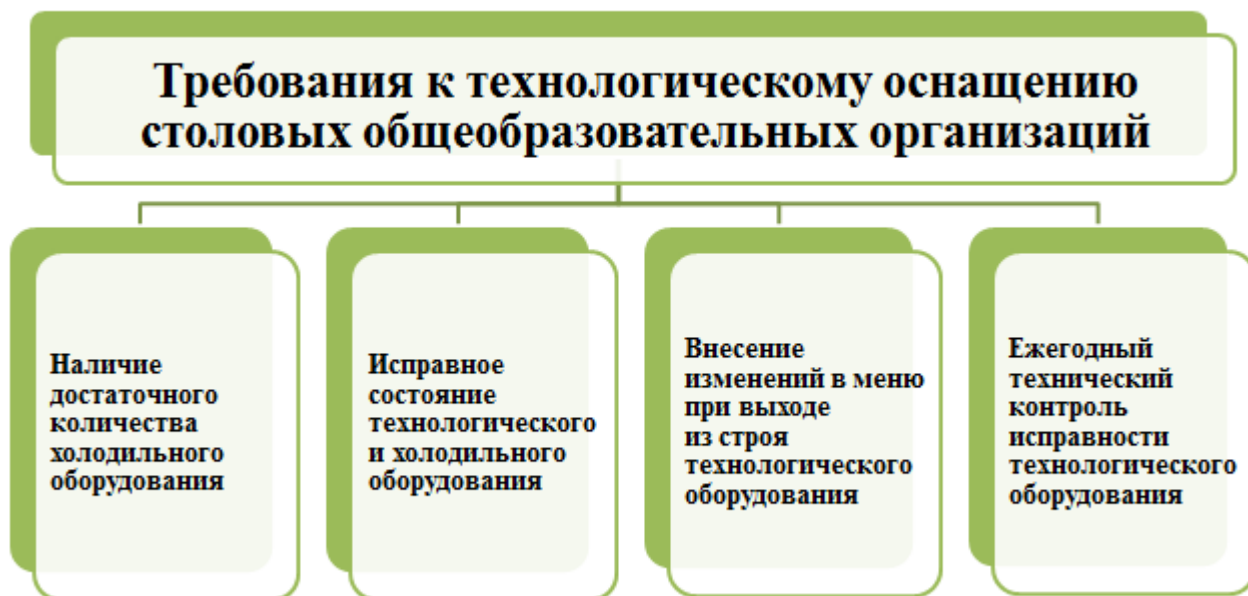 Требования к технологическому оснащению
столовых общеобразовательных организаций
Наличие
достаточного
количества
холодильного
оборудования
Исправное
состояние
технологического
и холодильного
оборудования
Внесение
изменений в меню
при выходе
из строя
технологического
оборудования
Ежегодный
технический
контроль
исправности
технологического
оборудования